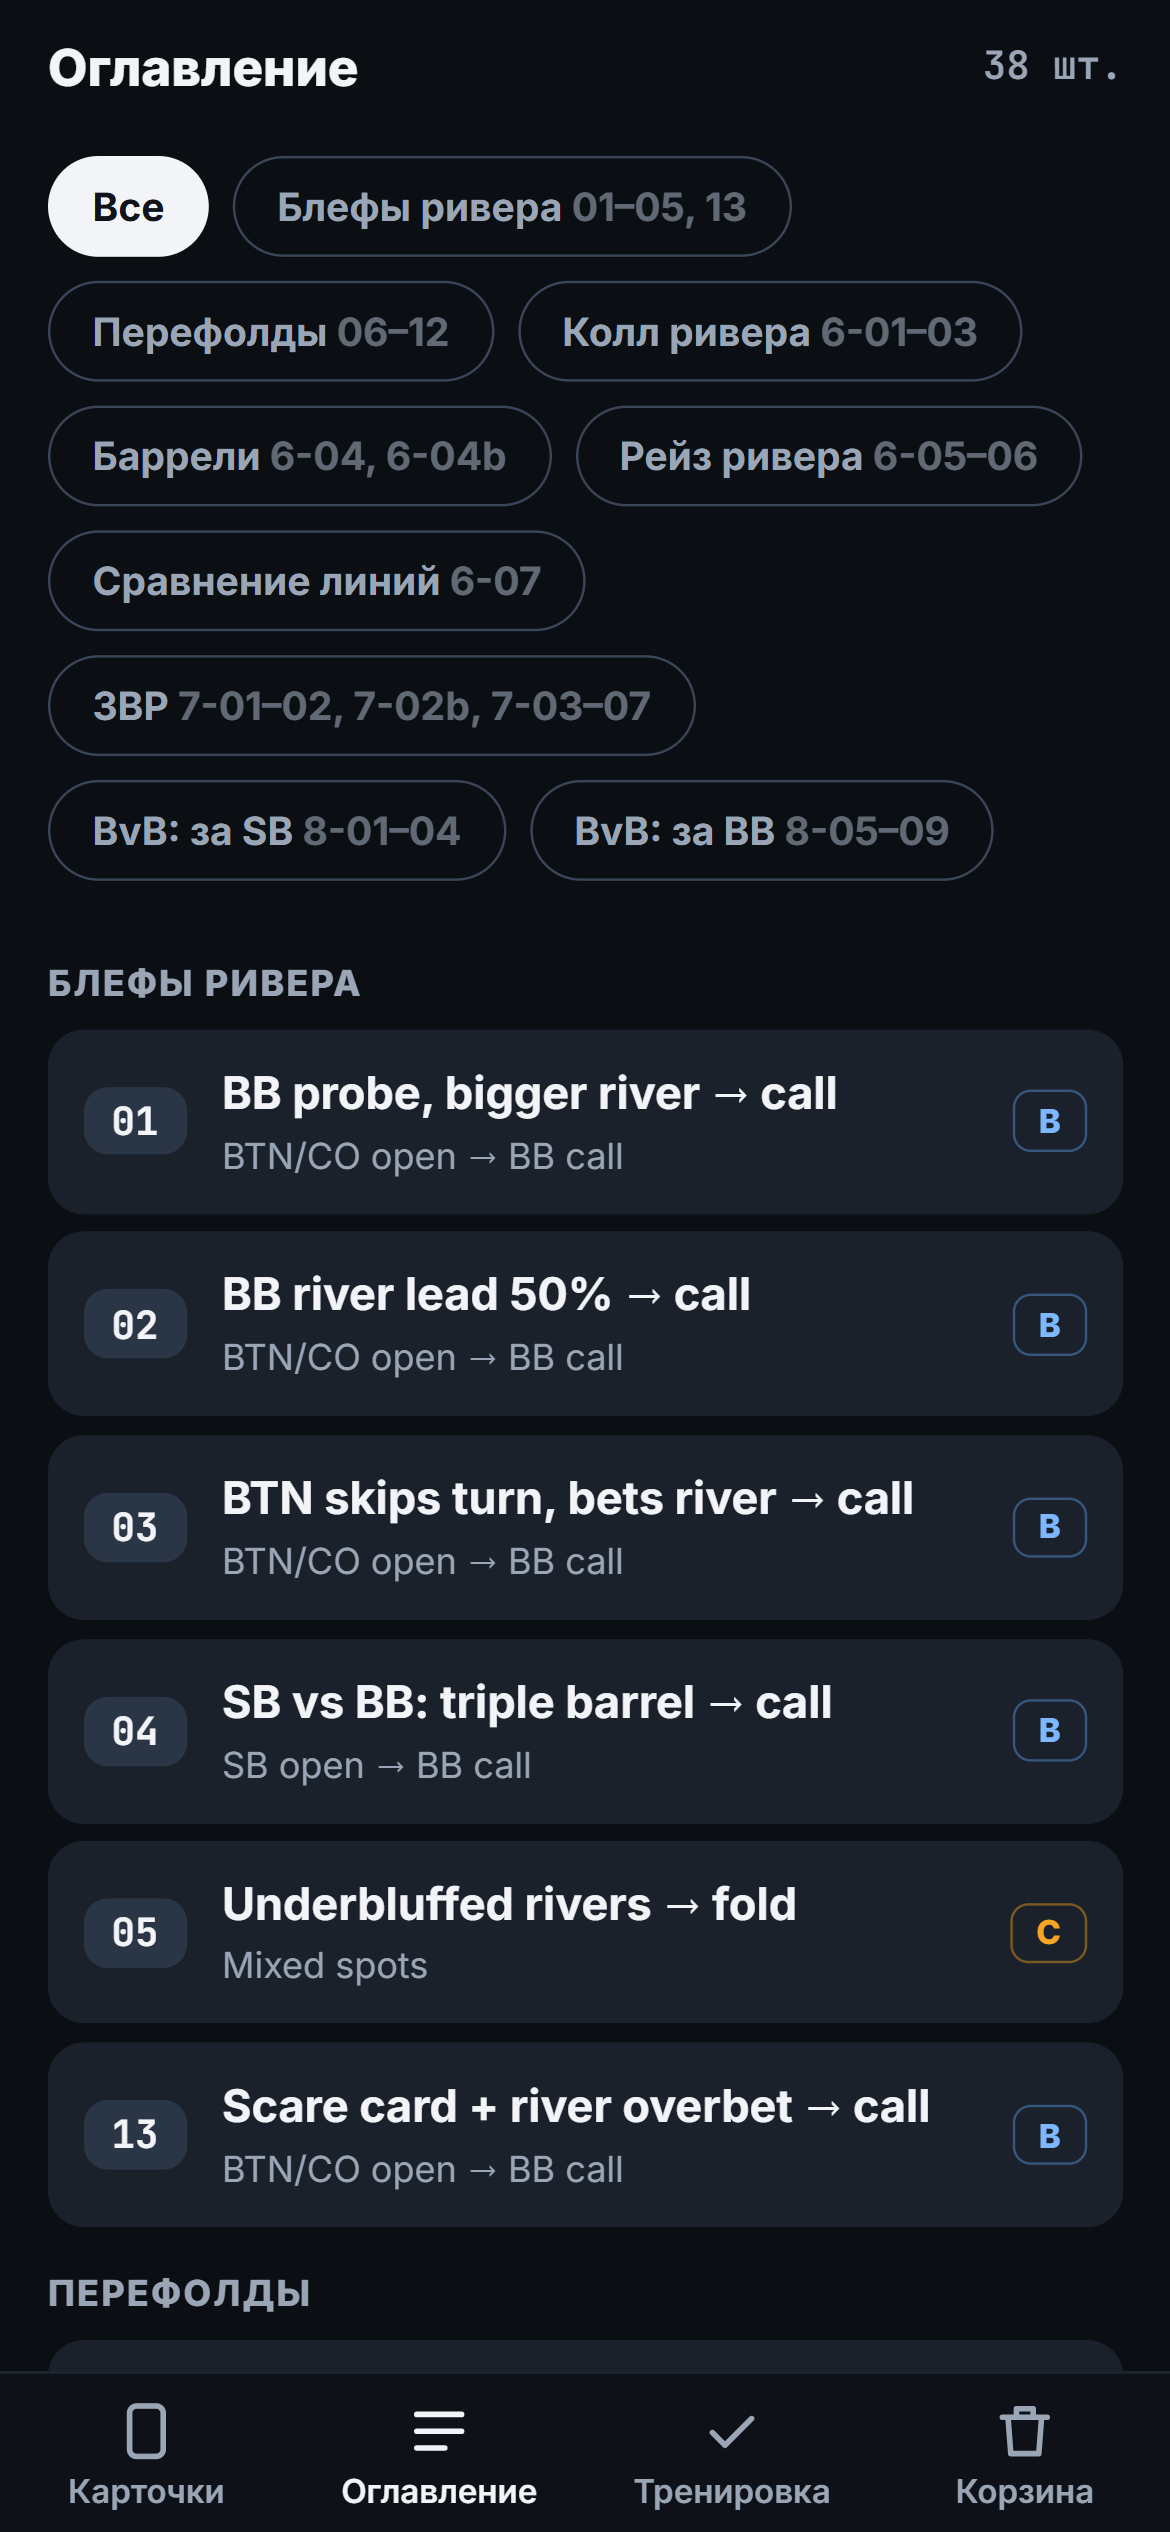 Оглавление 38 шт.
Все Блефы ривера 01–05, 13
Перефолды 06–12 Колл ривера 6-01–03
Баррели 6-04, 6-04b Рейз ривера 6-05–06
Сравнение линий 6-07
3BP 7-01–02, 7-02b, 7-03–07
BvB: за SB 8-01–04 BvB: за BB 8-05–09
БЛЕФЫ РИВЕРА
01 BB probe, bigger river → call B
BTN/CO open → BB call
02 BB river lead 50% → call B
BTN/CO open → BB call
03 BTN skips turn, bets river → call B
BTN/CO open → BB call
04 SB vs BB: triple barrel → call B
SB open → BB call
05 Underbluffed rivers → fold C
Mixed spots
13 Scare card + river overbet → call B
BTN/CO open → BB call
ПЕРЕФОЛДЫ
Карточки Оглавление Тренировка Корзина